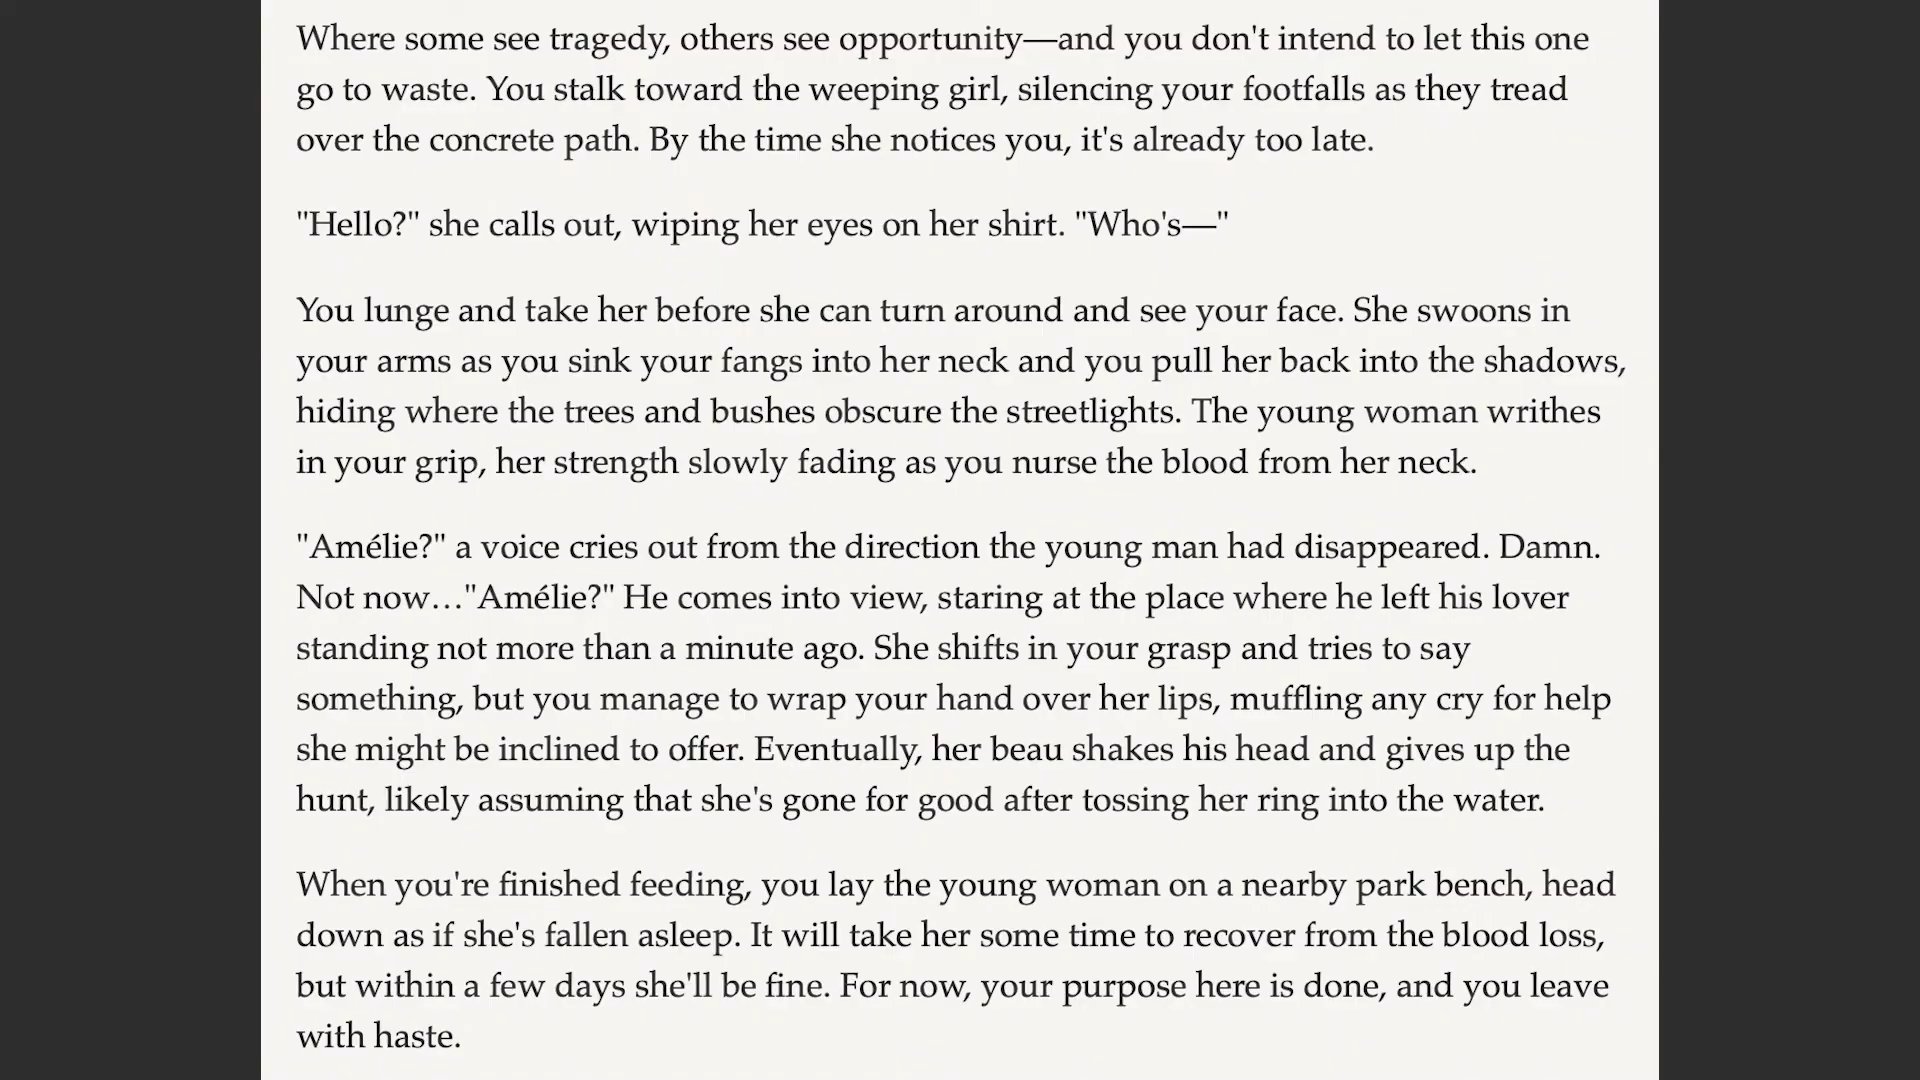 Where some see tragedy, others see opportunity—and you don't intend to let this one
go to waste. You stalk toward the weeping girl, silencing your footfalls as they tread
over the concrete path. By the time she notices you, it's already too late.
"Hello?" she calls out, wiping her eyes on her shirt. "Who's—"
You lunge and take her before she can turn around and see your face. She swoons in
your arms as you sink your fangs into her neck and you pull her back into the shadows,
hiding where the trees and bushes obscure the streetlights. The young woman writhes
in your grip, her strength slowly fading as you nurse the blood from her neck.
"Amélie?" a voice cries out from the direction the young man had disappeared. Damn.
Not now…"Amélie?" He comes into view, staring at the place where he left his lover
standing not more than a minute ago. She shifts in your grasp and tries to say
something, but you manage to wrap your hand over her lips, muffling any cry for help
she might be inclined to offer. Eventually, her beau shakes his head and gives up the
hunt, likely assuming that she's gone for good after tossing her ring into the water.
When you're finished feeding, you lay the young woman on a nearby park bench, head
down as if she's fallen asleep. It will take her some time to recover from the blood loss,
but within a few days she'll be fine. For now, your purpose here is done, and you leave
with haste.